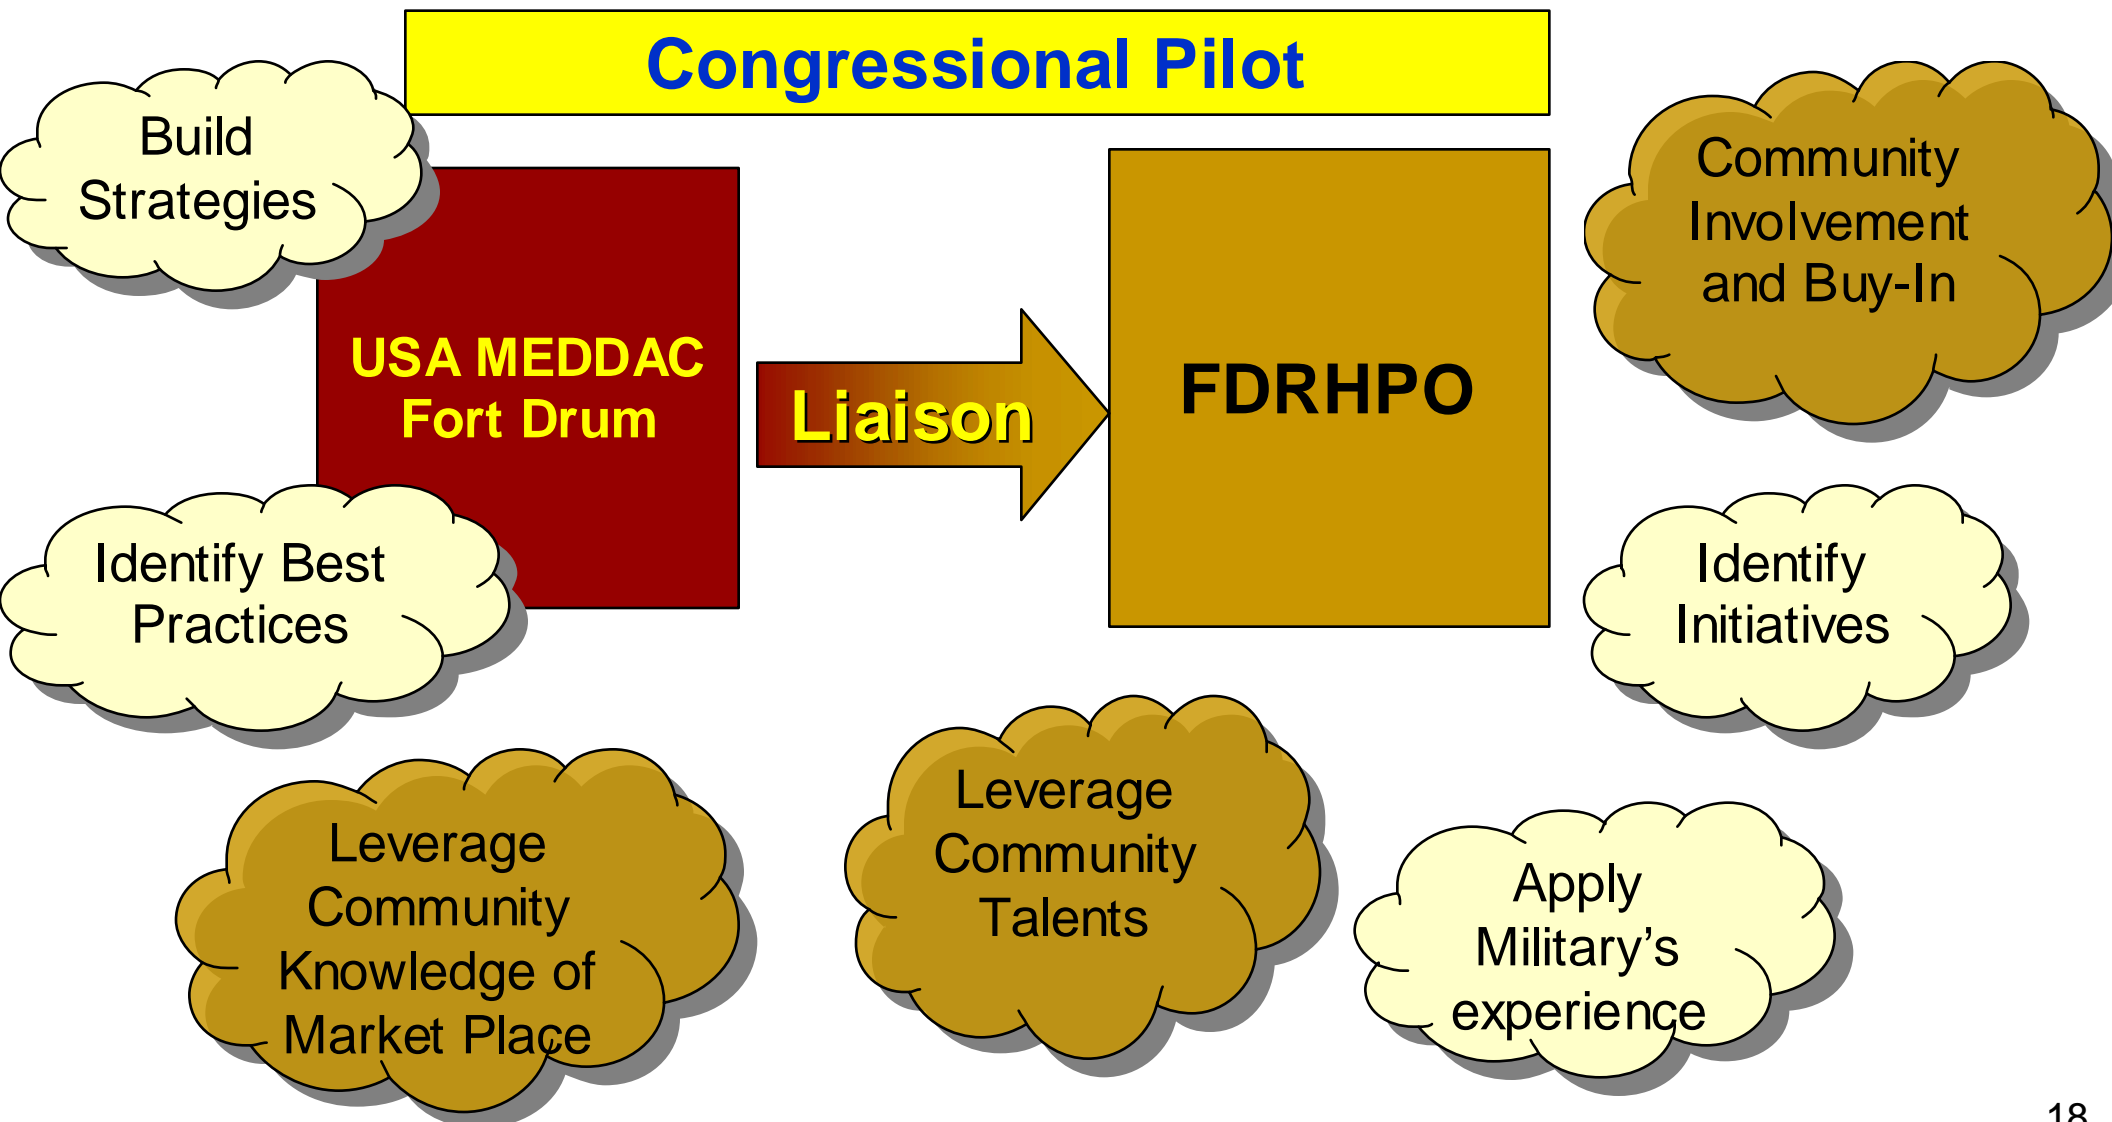 Congressional Pilot
Build
Strategies
USA MEDDAC
Fort Drum
Liaison
FDRHPO
Community
Involvement
and Buy-In
Identify Best
Practices
Identify
Initiatives
Leverage
Community
Knowledge of
Market Place
Leverage
Community
Talents
Apply
Military’s
experience
18